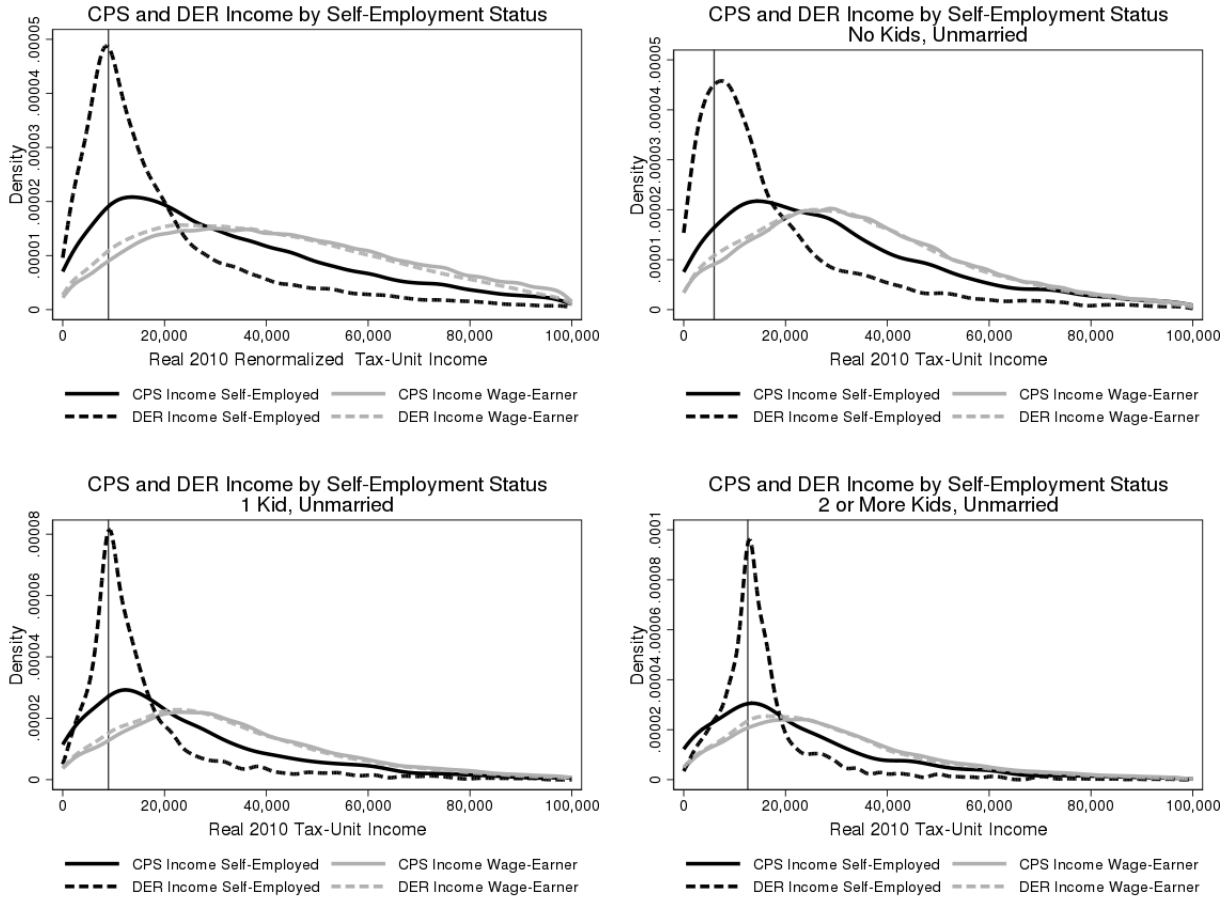 CPS and DER Income by Self-Employment Status
Density
0 .00001 .00002 .00003 .00004 .00005
0 20,000 40,000 60,000 80,000 100,000
Real 2010 Renormalized Tax-Unit Income
CPS Income Self-Employed CPS Income Wage-Earner
DER Income Self-Employed DER Income Wage-Earner
CPS and DER Income by Self-Employment Status
No Kids, Unmarried
Density
0 .00001 .00002 .00003 .00004 .00005
0 20,000 40,000 60,000 80,000 100,000
Real 2010 Tax-Unit Income
CPS Income Self-Employed CPS Income Wage-Earner
DER Income Self-Employed DER Income Wage-Earner
CPS and DER Income by Self-Employment Status
1 Kid, Unmarried
Density
0 .00002 .00004 .00006 .00008
0 20,000 40,000 60,000 80,000 100,000
Real 2010 Tax-Unit Income
CPS Income Self-Employed CPS Income Wage-Earner
DER Income Self-Employed DER Income Wage-Earner
CPS and DER Income by Self-Employment Status
2 or More Kids, Unmarried
Density
0 .00002 .00004 .00006 .00008 .0001
0 20,000 40,000 60,000 80,000 100,000
Real 2010 Tax-Unit Income
CPS Income Self-Employed CPS Income Wage-Earner
DER Income Self-Employed DER Income Wage-Earner